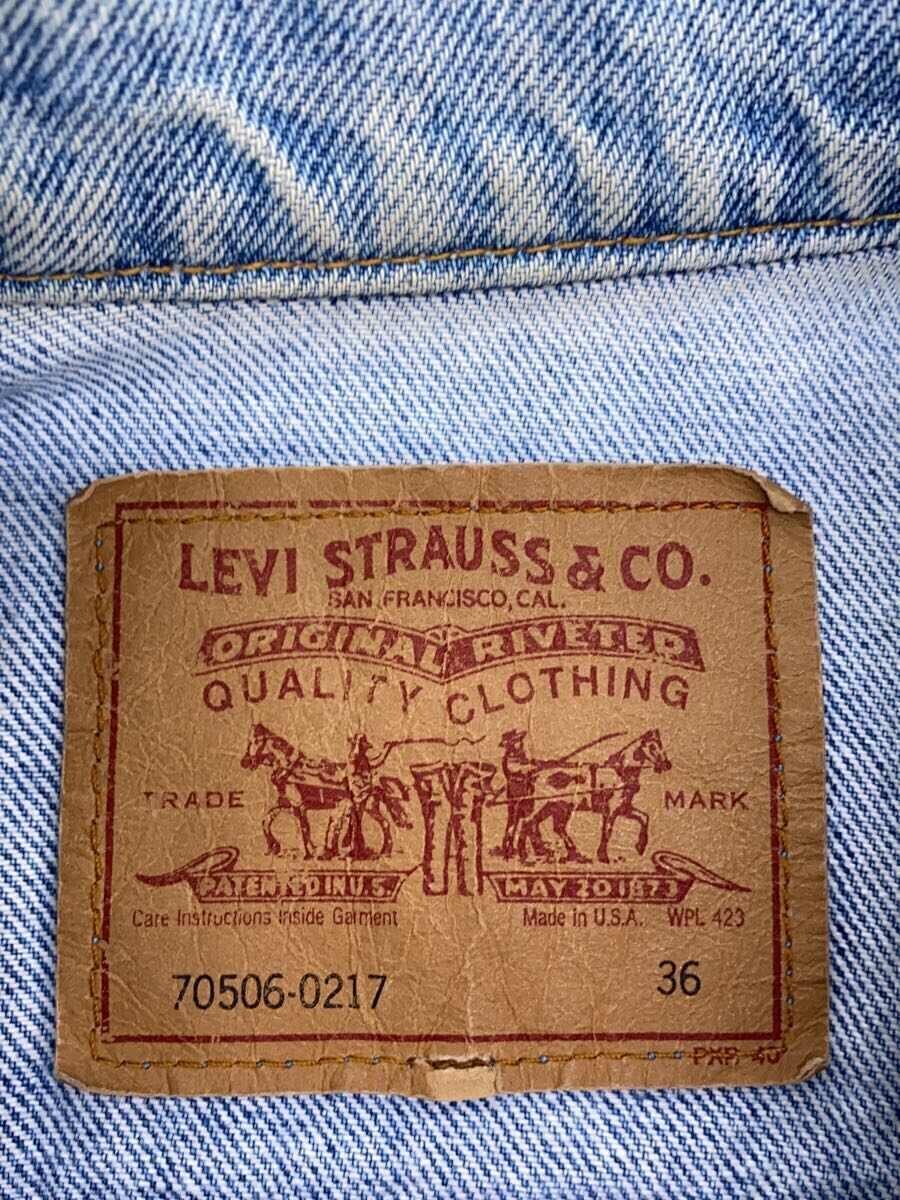 LEVI STRAUSS & CO.
SAN FRANCISCO, CAL.
ORIGINAL RIVETED
QUALITY CLOTHING
TRADE MARK
PATENTED IN U.S. MAY 20 1873
Care Instructions Inside Garment Made in U.S.A. WPL 423
70506-0217 36